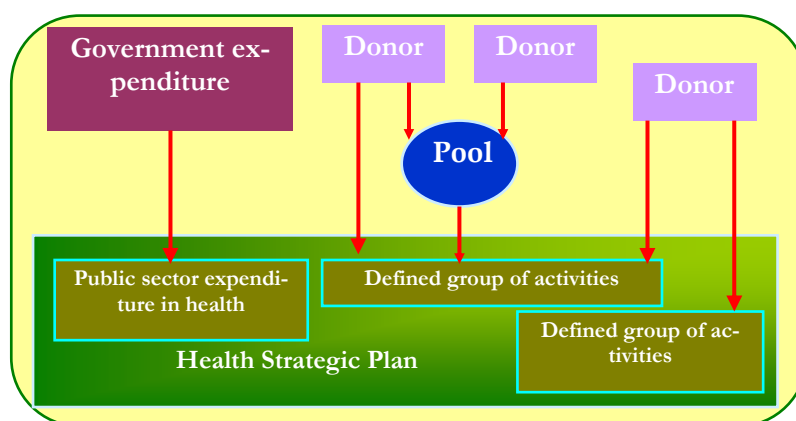 Government ex-
penditure
Donor
Donor
Donor
Pool
Public sector expendi-
ture in health
Defined group of activities
Defined group of ac-
tivities
Health Strategic Plan